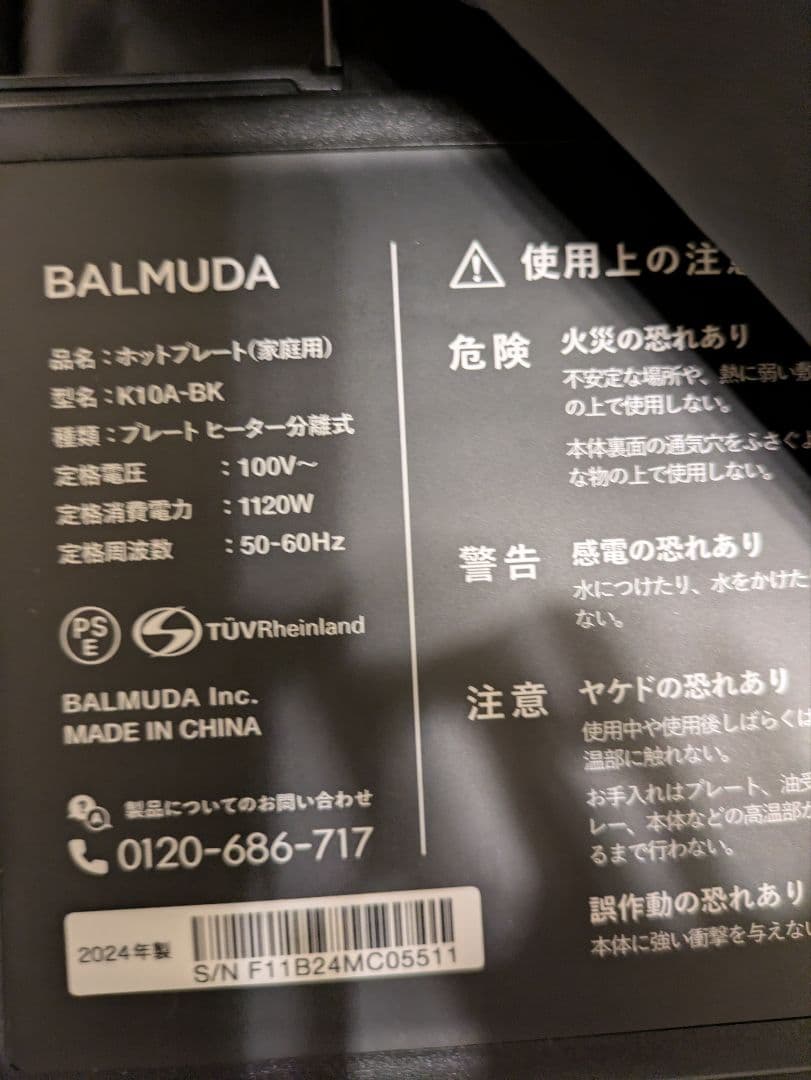 BALMUDA
品名：ホットプレート(家庭用)
型名：K10A-BK
種類：プレート ヒーター分離式
定格電圧 ：100V～
定格消費電力 ：1120W
定格周波数 ：50-60Hz
PS
E
TÜVRheinland
BALMUDA Inc.
MADE IN CHINA
製品についてのお問い合わせ
0120-686-717
2024年製
S/N F11B24MC05511
使用上の注
危険 火災の恐れあり
不安定な場所や、熱に弱い敷
の上で使用しない。
本体裏面の通気穴をふさぐよ
な物の上で使用しない。
警告 感電の恐れあり
水につけたり、水をかけた
ない。
注意 ヤケドの恐れあり
使用中や使用後しばらくは
温部に触れない。
お手入れはプレート、油受
レー、本体などの高温部が
るまで行わない。
誤作動の恐れあり
本体に強い衝撃を与えない